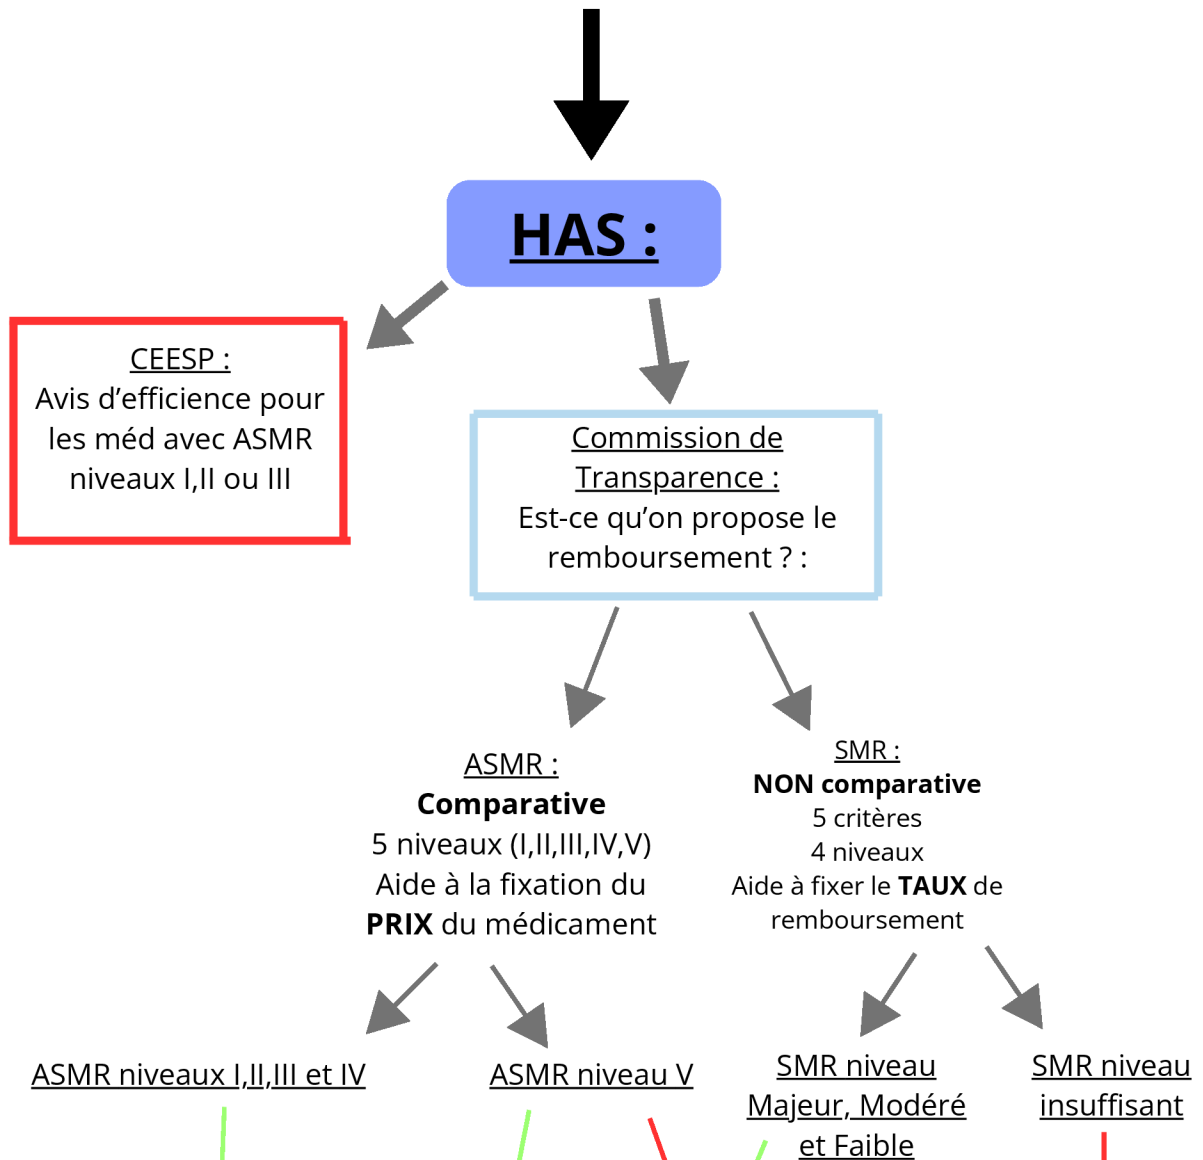 HAS :
CEESP :
Avis d’efficience pour
les méd avec ASMR
niveaux I,II ou III
Commission de
Transparence :
Est-ce qu’on propose le
remboursement ? :
ASMR :
Comparative
5 niveaux (I,II,III,IV,V)
Aide à la fixation du
PRIX du médicament
SMR :
NON comparative
5 critères
4 niveaux
Aide à fixer le TAUX de
remboursement
ASMR niveaux I,II,III et IV
ASMR niveau V
SMR niveau
Majeur, Modéré
et Faible
SMR niveau
insuffisant